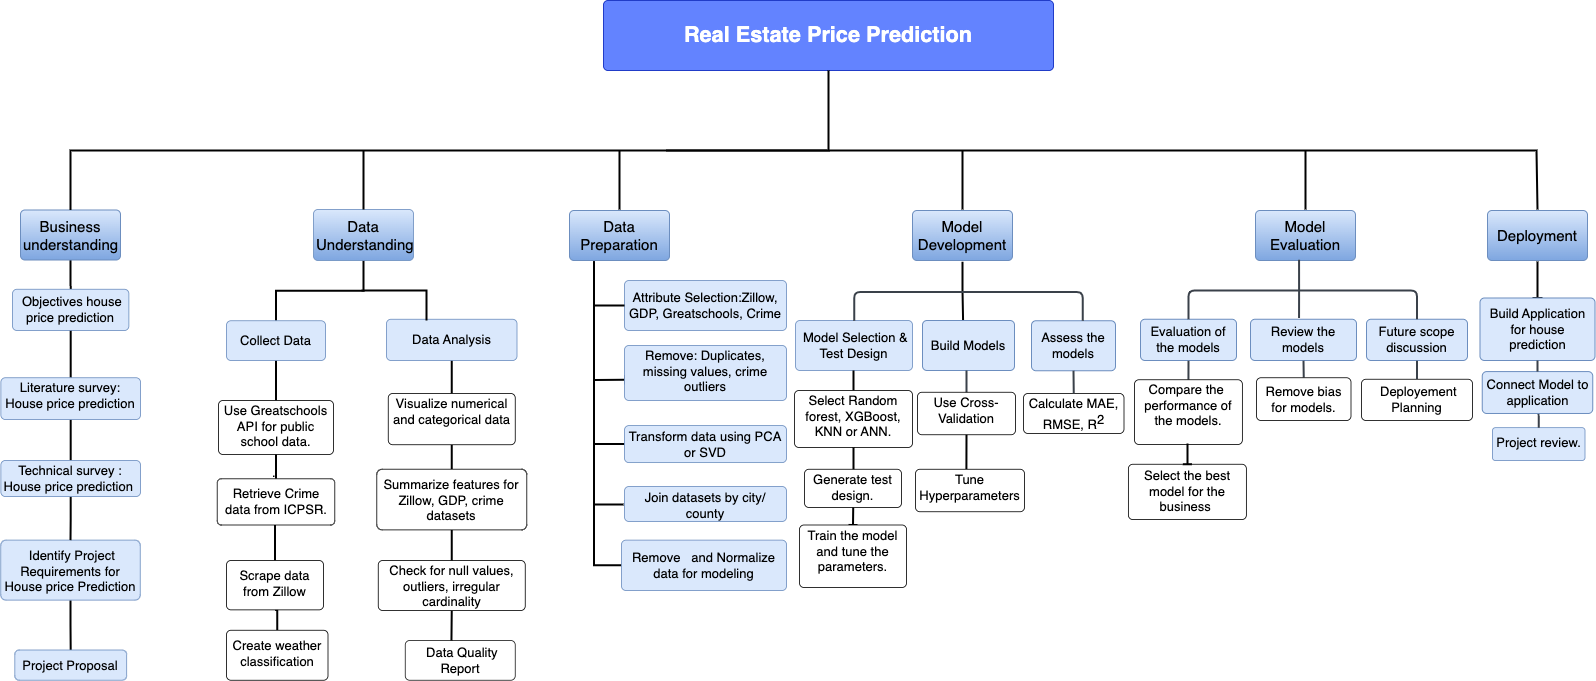 Real Estate Price Prediction
Business
understanding
Objectives house
price prediction
Literature survey:
House price prediction
Technical survey :
House price prediction
Identify Project
Requirements for
House price Prediction
Project Proposal
Data
Understanding
Collect Data
Use Greatschools
API for public
school data.
Retrieve Crime
data from ICPSR.
Scrape data
from Zillow
Create weather
classification
Data Analysis
Visualize numerical
and categorical data
Summarize features for
Zillow, GDP, crime
datasets
Check for null values,
outliers, irregular
cardinality
Data Quality
Report
Data
Preparation
Attribute Selection:Zillow,
GDP, Greatschools, Crime
Remove: Duplicates,
missing values, crime
outliers
Transform data using PCA
or SVD
Join datasets by city/
county
Remove   and Normalize
data for modeling
Model
Development
Model Selection &
Test Design
Select Random
forest, XGBoost,
KNN or ANN.
Generate test
design.
Train the model
and tune the
parameters.
Build Models
Use Cross-
Validation
Tune
Hyperparameters
Assess the
models
Calculate MAE,
RMSE, R²
Model
Evaluation
Evaluation of
the models
Compare the
performance of
the models.
Select the best
model for the
business
Review the
models
Remove bias
for models.
Future scope
discussion
Deployement
Planning
Deployment
Build Application
for house
prediction
Connect Model to
application
Project review.